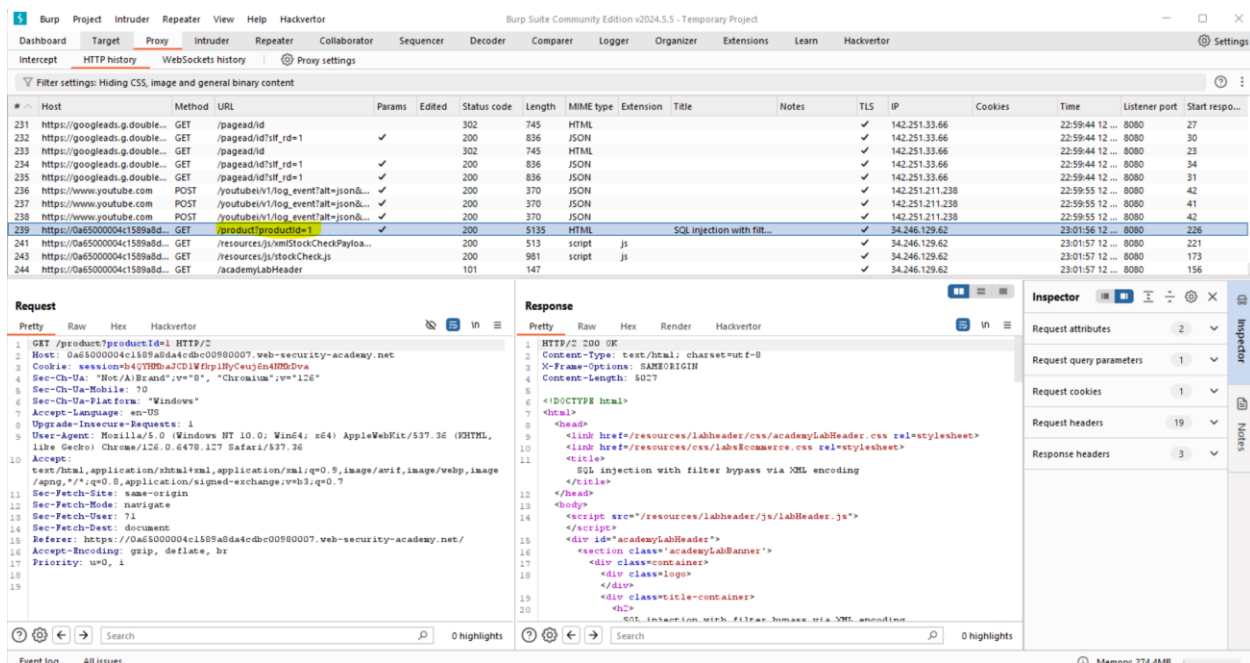 Burp Project Intruder Repeater View Help Hackvertor Burp Suite Community Edition v2024.5.5 - Temporary Project
Dashboard Target Proxy Intruder Repeater Collaborator Sequencer Decoder Comparer Logger Organizer Extensions Learn Hackvertor Settings
Intercept HTTP history WebSockets history Proxy settings
Filter settings: Hiding CSS, image and general binary content
# Host Method URL Params Edited Status code Length MIME type Extension Title Notes TLS IP Cookies Time Listener port Start respo...
231 https://googleads.g.double... GET /pagead/id 302 745 HTML ✓ 142.251.33.66 22:59:44 12 ... 8080 27
232 https://googleads.g.double... GET /pagead/id?slf_rd=1 ✓ 200 836 JSON ✓ 142.251.33.66 22:59:44 12 ... 8080 30
233 https://googleads.g.double... GET /pagead/id 302 745 HTML ✓ 142.251.33.66 22:59:44 12 ... 8080 23
234 https://googleads.g.double... GET /pagead/id?slf_rd=1 ✓ 200 836 JSON ✓ 142.251.33.66 22:59:44 12 ... 8080 34
235 https://googleads.g.double... GET /pagead/id?slf_rd=1 ✓ 200 836 JSON ✓ 142.251.33.66 22:59:44 12 ... 8080 31
236 https://www.youtube.com POST /youtubei/v1/log_event?alt=json&... ✓ 200 370 JSON ✓ 142.251.211.238 22:59:55 12 ... 8080 42
237 https://www.youtube.com POST /youtubei/v1/log_event?alt=json&... ✓ 200 370 JSON ✓ 142.251.211.238 22:59:55 12 ... 8080 41
238 https://www.youtube.com POST /youtubei/v1/log_event?alt=json&... ✓ 200 370 JSON ✓ 142.251.211.238 22:59:55 12 ... 8080 42
239 https://0a65000004c1589a8d... GET /product?productId=1 ✓ 200 5135 HTML SQL injection with filt... ✓ 34.246.129.62 23:01:56 12 ... 8080 226
241 https://0a65000004c1589a8d... GET /resources/js/xmlStockCheckPayloa... 200 513 script js ✓ 34.246.129.62 23:01:57 12 ... 8080 221
243 https://0a65000004c1589a8d... GET /resources/js/stockCheck.js 200 981 script js ✓ 34.246.129.62 23:01:57 12 ... 8080 173
244 https://0a65000004c1589a8d... GET /academyLabHeader 101 147 ✓ 34.246.129.62 23:01:57 12 ... 8080 156
Request
Pretty Raw Hex Hackvertor \n
1 GET /product?productId=1 HTTP/2
2 Host: 0a65000004c1589a8da4cdbc00980007.web-security-academy.net
3 Cookie: session=b4QYHMbaJCD1Wfkp1NyCeuj6n4NMkDva
4 Sec-Ch-Ua: "Not/A)Brand";v="8", "Chromium";v="126"
5 Sec-Ch-Ua-Mobile: ?0
6 Sec-Ch-Ua-Platform: "Windows"
7 Accept-Language: en-US
8 Upgrade-Insecure-Requests: 1
9 User-Agent: Mozilla/5.0 (Windows NT 10.0; Win64; x64) AppleWebKit/537.36 (KHTML,
like Gecko) Chrome/126.0.6478.127 Safari/537.36
10 Accept:
text/html,application/xhtml+xml,application/xml;q=0.9,image/avif,image/webp,image
/apng,*/*;q=0.8,application/signed-exchange;v=b3;q=0.7
11 Sec-Fetch-Site: same-origin
12 Sec-Fetch-Mode: navigate
13 Sec-Fetch-User: ?1
14 Sec-Fetch-Dest: document
15 Referer: https://0a65000004c1589a8da4cdbc00980007.web-security-academy.net/
16 Accept-Encoding: gzip, deflate, br
17 Priority: u=0, i
18
19
Search 0 highlights
Response
Pretty Raw Hex Render Hackvertor \n
1 HTTP/2 200 OK
2 Content-Type: text/html; charset=utf-8
3 X-Frame-Options: SAMEORIGIN
4 Content-Length: 5027
5
6 <!DOCTYPE html>
7 <html>
8 <head>
9 <link href=/resources/labheader/css/academyLabHeader.css rel=stylesheet>
10 <link href=/resources/css/labsEcommerce.css rel=stylesheet>
11 <title>
SQL injection with filter bypass via XML encoding
</title>
12 </head>
13 <body>
14 <script src="/resources/labheader/js/labHeader.js">
</script>
15 <div id="academyLabHeader">
16 <section class='academyLabBanner'>
17 <div class=container>
18 <div class=logo>
</div>
19 <div class=title-container>
20 <h2>
SQL injection with filter bypass via XML encoding
Search 0 highlights
Inspector
Request attributes 2
Request query parameters 1
Request cookies 1
Request headers 19
Response headers 3
Inspector
Notes
Event log All issues Memory: 274.4MB